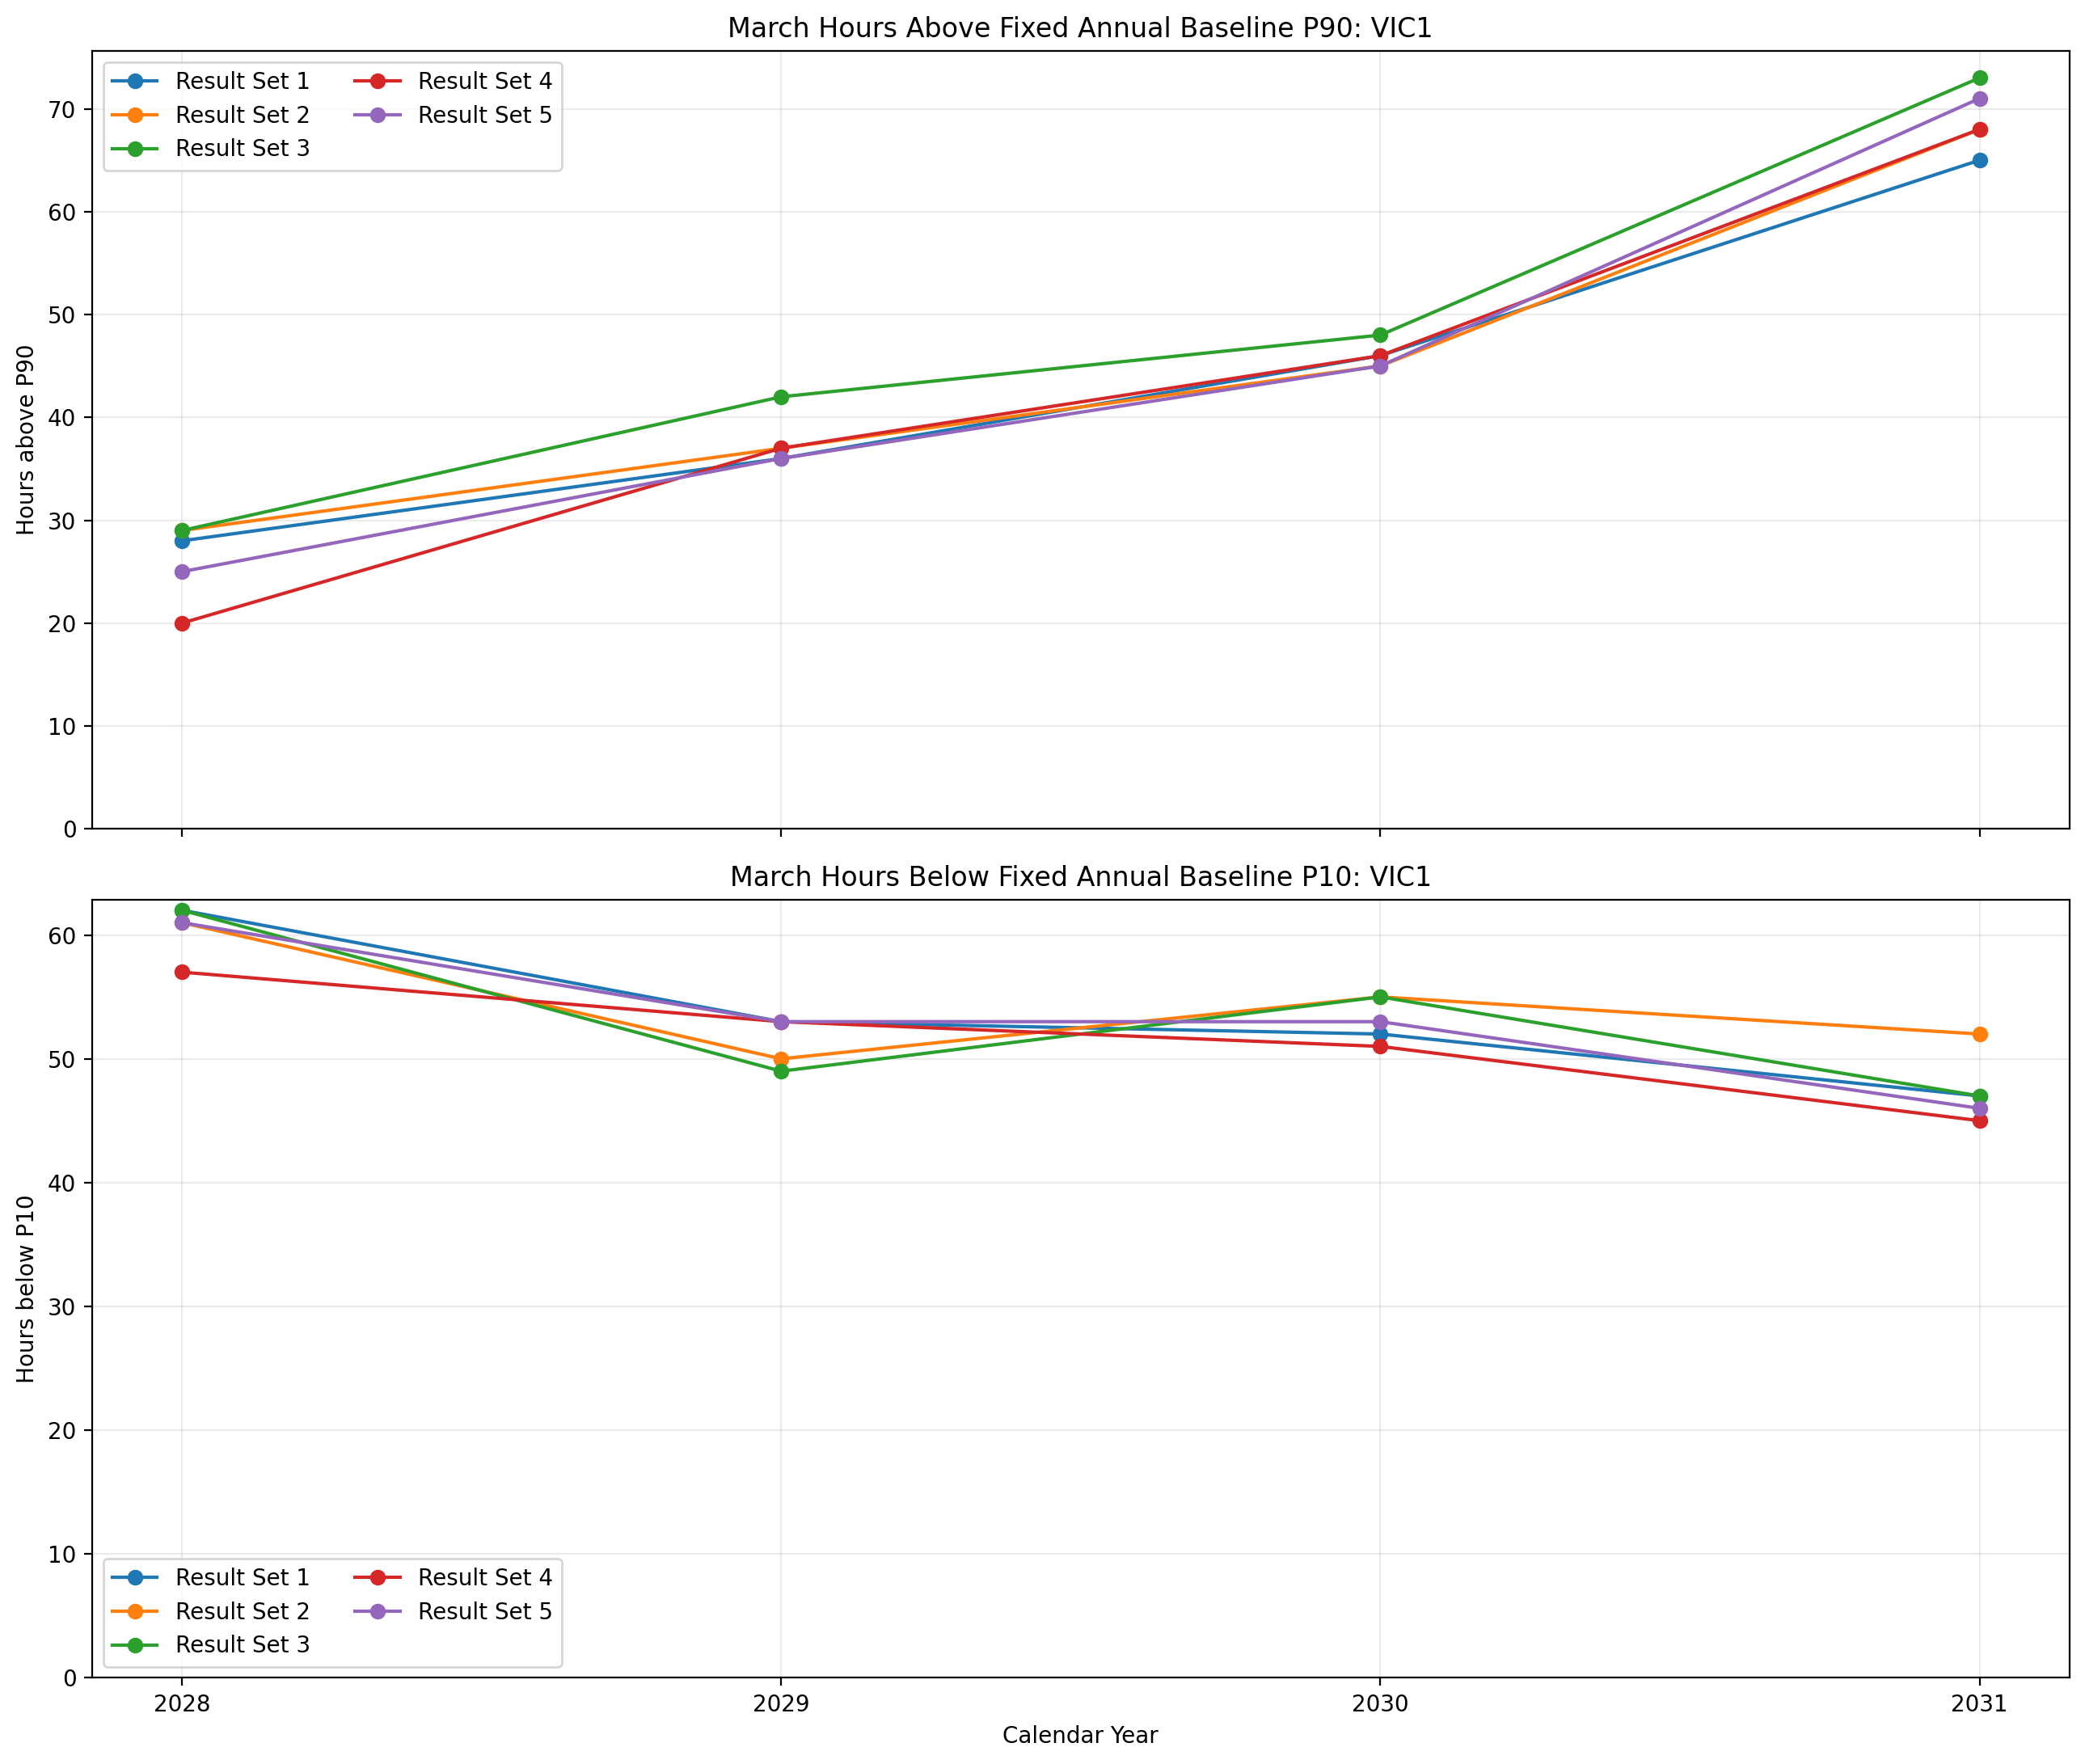 March Hours Above Fixed Annual Baseline P90: VIC1
Result Set 1
Result Set 2
Result Set 3
Result Set 4
Result Set 5
Hours above P90
70
60
50
40
30
20
10
0
March Hours Below Fixed Annual Baseline P10: VIC1
Hours below P10
60
50
40
30
20
10
0
Result Set 1
Result Set 2
Result Set 3
Result Set 4
Result Set 5
2028
2029
2030
2031
Calendar Year